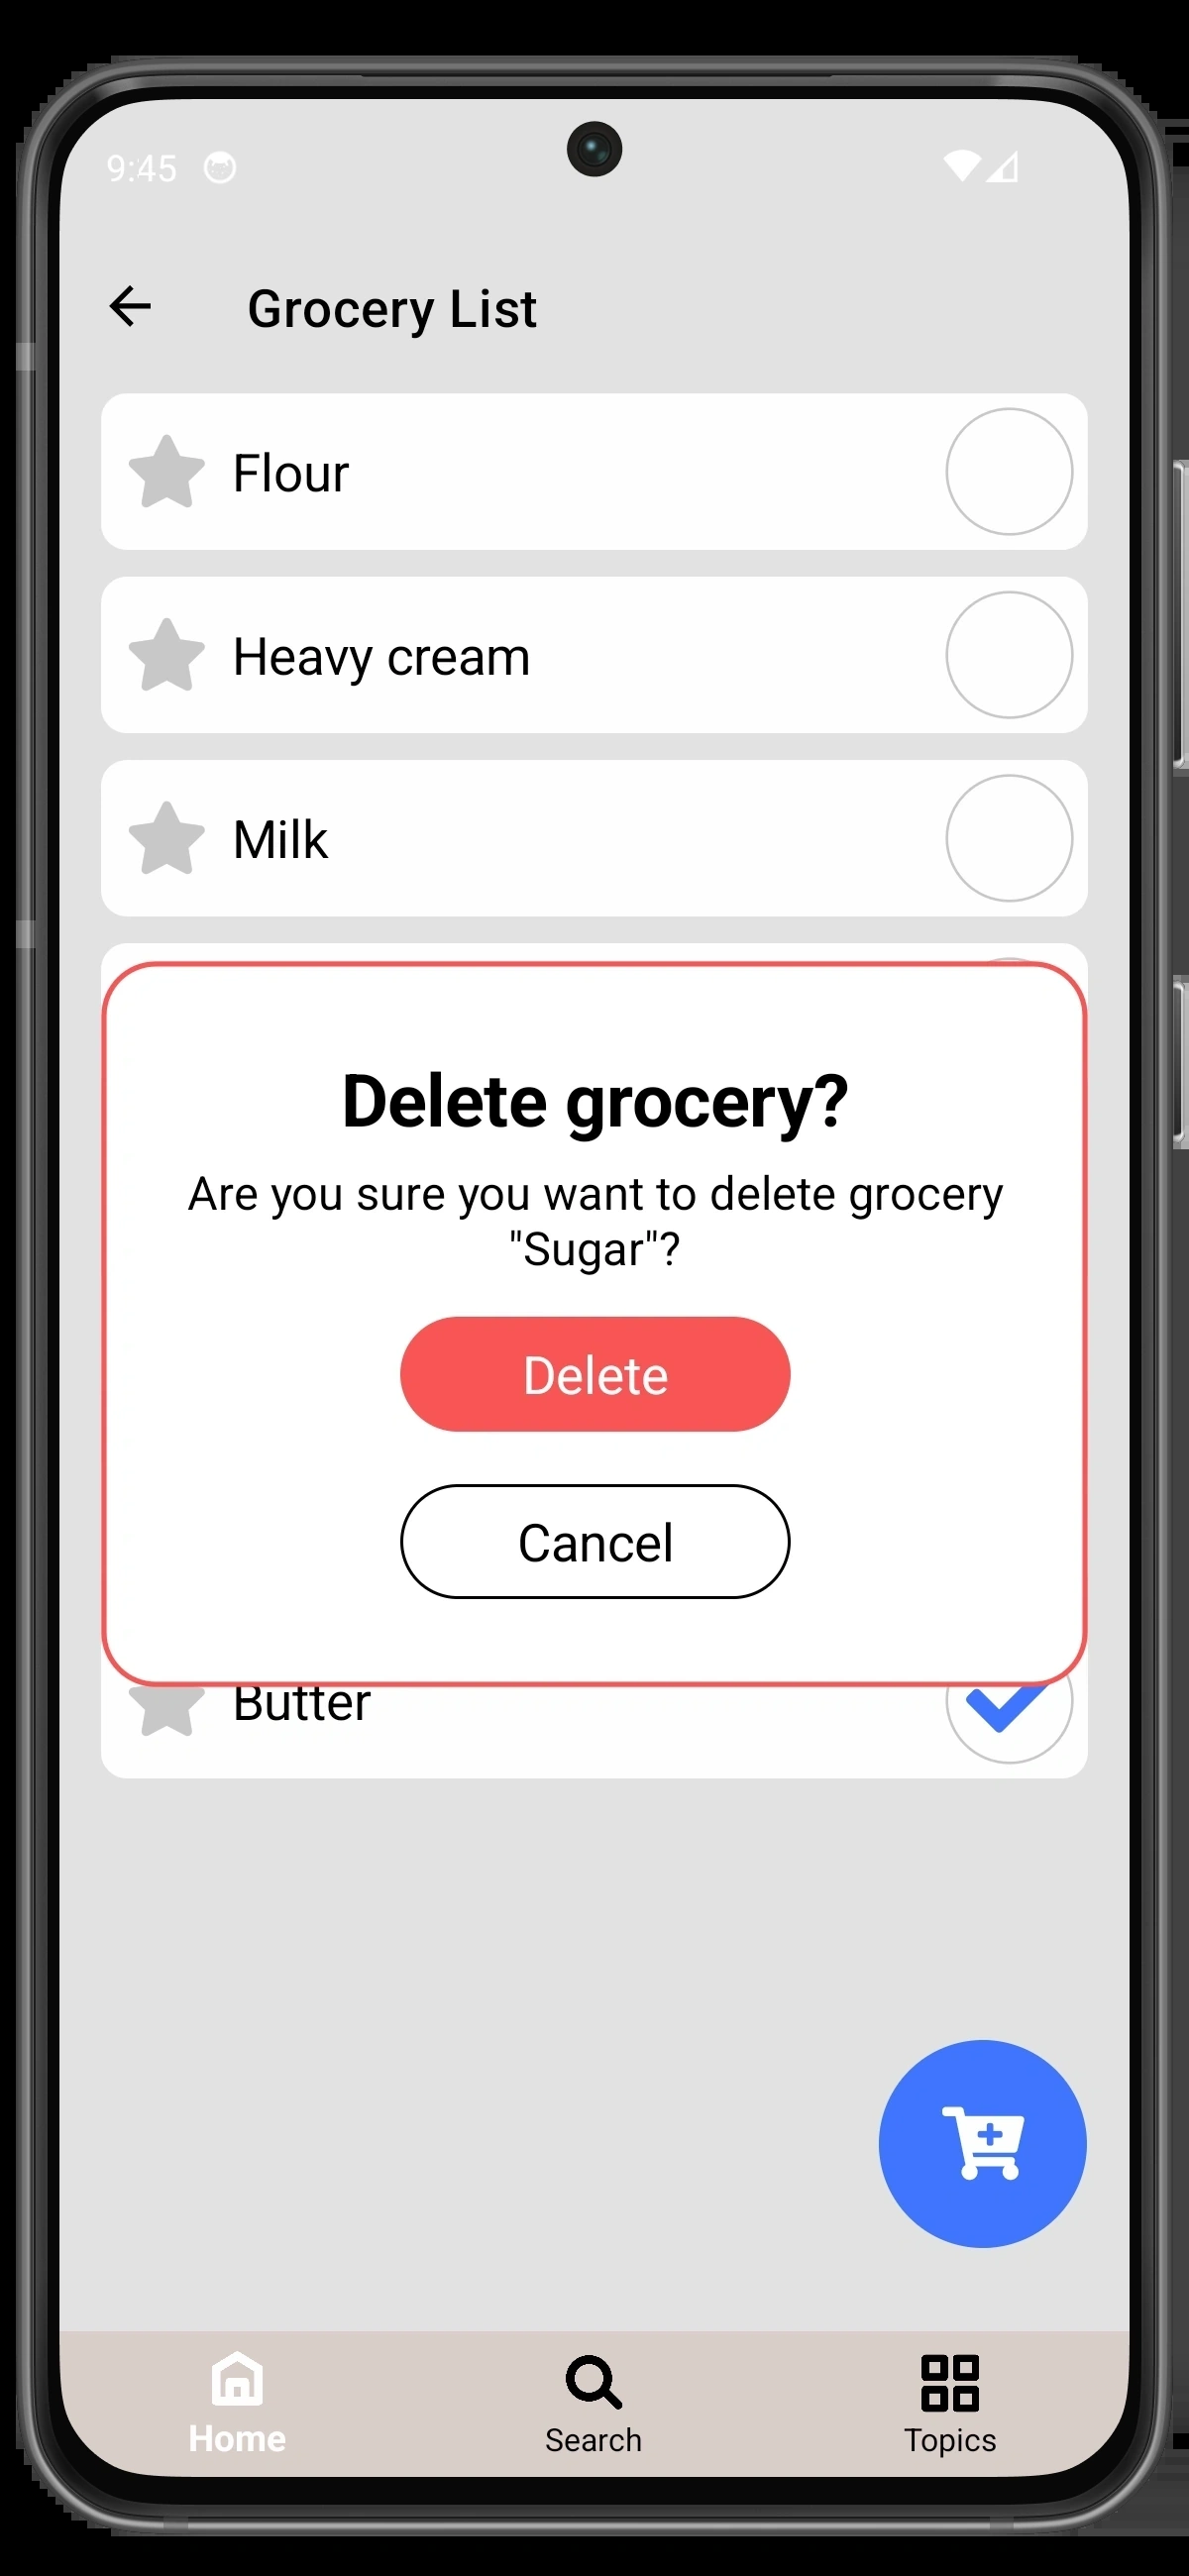 9:45
Grocery List
Flour
Heavy cream
Milk
Delete grocery?
Are you sure you want to delete grocery
"Sugar"?
Delete
Cancel
Butter
Home
Search
Topics